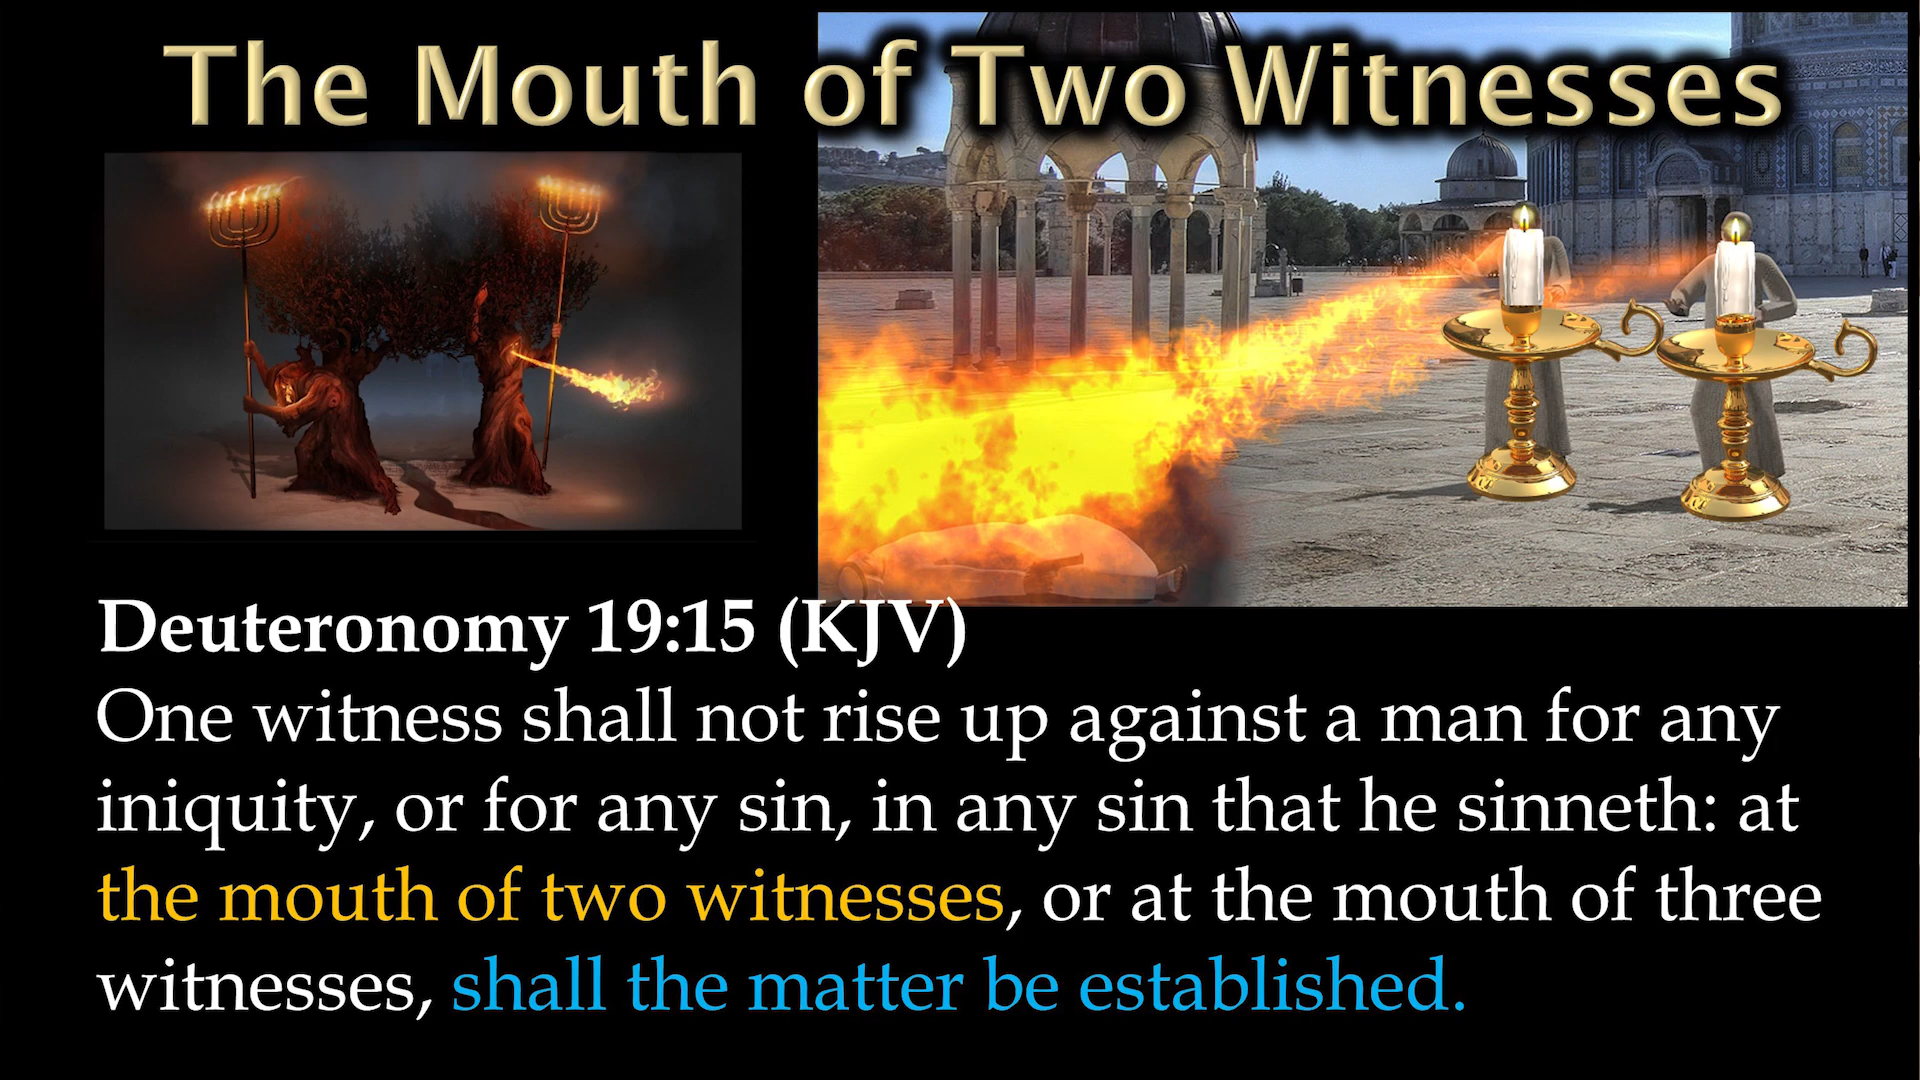 The Mouth of Two Witnesses
Deuteronomy 19:15 (KJV)
One witness shall not rise up against a man for any
iniquity, or for any sin, in any sin that he sinneth: at
the mouth of two witnesses, or at the mouth of three
witnesses, shall the matter be established.